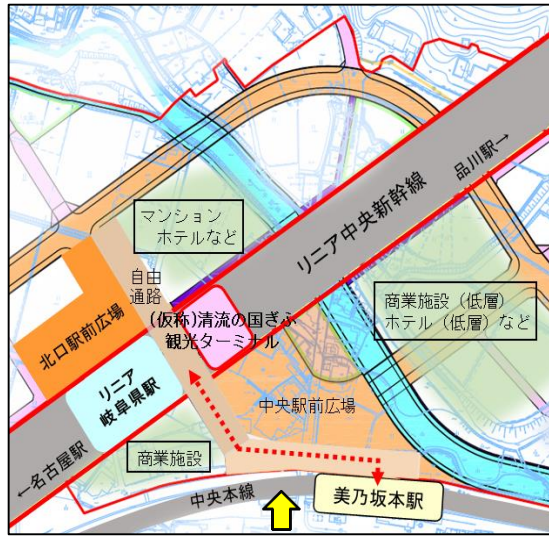 品川駅→
リニア中央新幹線
マンション
ホテルなど
自由
通路
商業施設（低層）
ホテル（低層）など
(仮称)清流の国ぎふ
観光ターミナル
北口駅前広場
リニア
岐阜県駅
中央駅前広場
商業施設
←名古屋駅
中央本線
美乃坂本駅